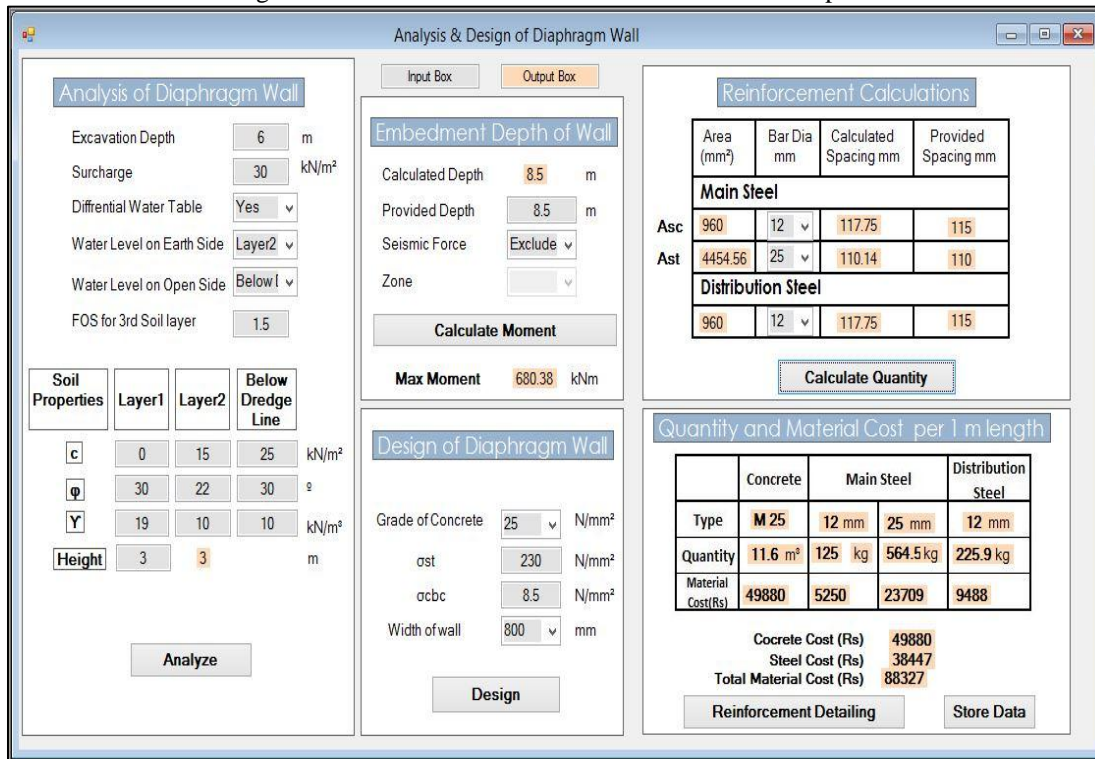 Analysis & Design of Diaphragm Wall
Analysis of Diaphragm Wall
Excavation Depth 6 m
Surcharge 30 kN/m²
Diffrential Water Table Yes
Water Level on Earth Side Layer2
Water Level on Open Side Below
FOS for 3rd Soil layer 1.5
Soil Properties Layer1 Layer2 Below Dredge Line
c 0 15 25 kN/m²
φ 30 22 30 º
ϒ 19 10 10 kN/m³
Height 3 3 m
Analyze
Input Box Output Box
Embedment Depth of Wall
Calculated Depth 8.5 m
Provided Depth 8.5 m
Seismic Force Exclude
Zone
Calculate Moment
Max Moment 680.38 kNm
Design of Diaphragm Wall
Grade of Concrete 25 N/mm²
σst 230 N/mm²
σcbc 8.5 N/mm²
Width of wall 800 mm
Design
Reinforcement Calculations
Area (mm²) Bar Dia mm Calculated Spacing mm Provided Spacing mm
Main Steel
Asc 960 12 117.75 115
Ast 4454.56 25 110.14 110
Distribution Steel
960 12 117.75 115
Calculate Quantity
Quantity and Material Cost per 1 m length
Concrete Main Steel Distribution Steel
Type M 25 12 mm 25 mm 12 mm
Quantity 11.6 m³ 125 kg 564.5 kg 225.9 kg
Material Cost(Rs) 49880 5250 23709 9488
Cocrete Cost (Rs) 49880
Steel Cost (Rs) 38447
Total Material Cost (Rs) 88327
Reinforcement Detailing Store Data